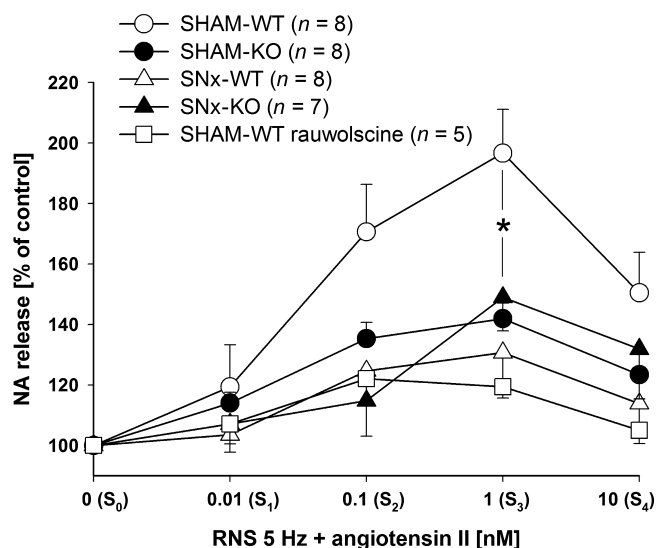 SHAM-WT (n = 8)
SHAM-KO (n = 8)
SNx-WT (n = 8)
SNx-KO (n = 7)
SHAM-WT rauwolscine (n = 5)
NA release [% of control]
220
200
180
160
140
120
100
*
0 (S₀) 0.01 (S₁) 0.1 (S₂) 1 (S₃) 10 (S₄)
RNS 5 Hz + angiotensin II [nM]